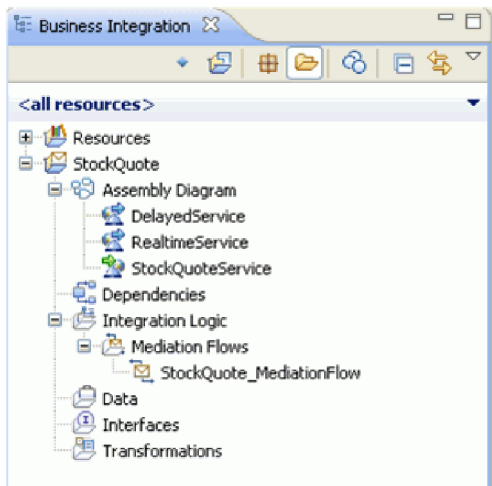 Business Integration
<all resources>
Resources
StockQuote
Assembly Diagram
DelayedService
RealtimeService
StockQuoteService
Dependencies
Integration Logic
Mediation Flows
StockQuote_MediationFlow
Data
Interfaces
Transformations